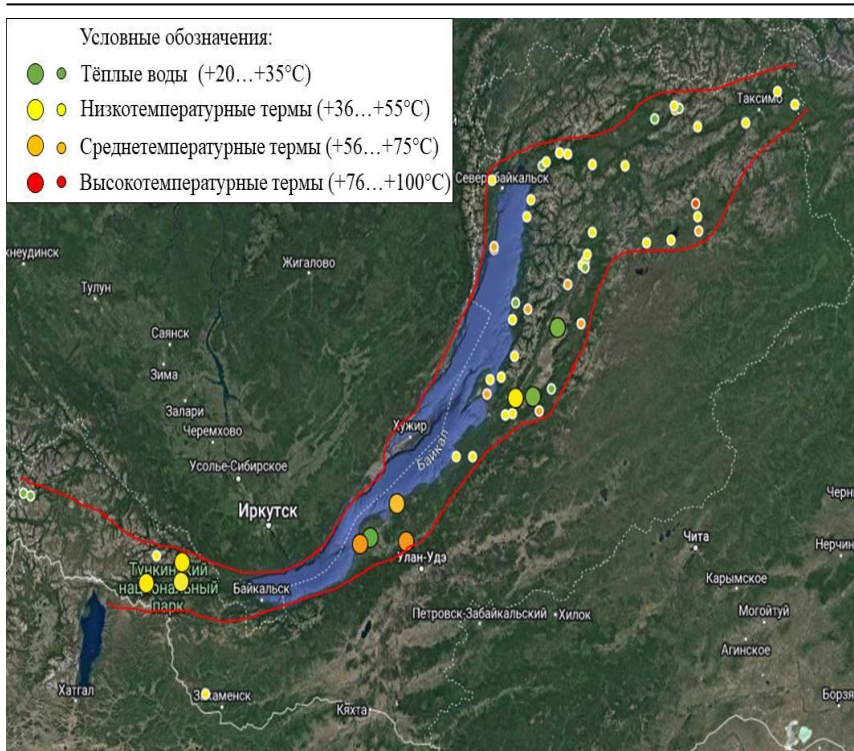 Условные обозначения:
Тёплые воды (+20…+35°C)
Низкотемпературные термы (+36…+55°C)
Среднетемпературные термы (+56…+75°C)
Высокотемпературные термы (+76…+100°C)
Таксимо
Северобайкальск
жнеудинск
Жигалово
Тулун
Саянск
Зима
Залари
Черемхово
Хужир
Байкал
Усолье-Сибирское
Иркутск
Черн
Чита
Нерчин
Улан-Удэ
Тункинский
национальный
парк
Байкальск
Карымское
Петровск-Забайкальский
Хилок
Могойтуй
Агинское
Хатгал
Закаменск
Кяхта
Борзя